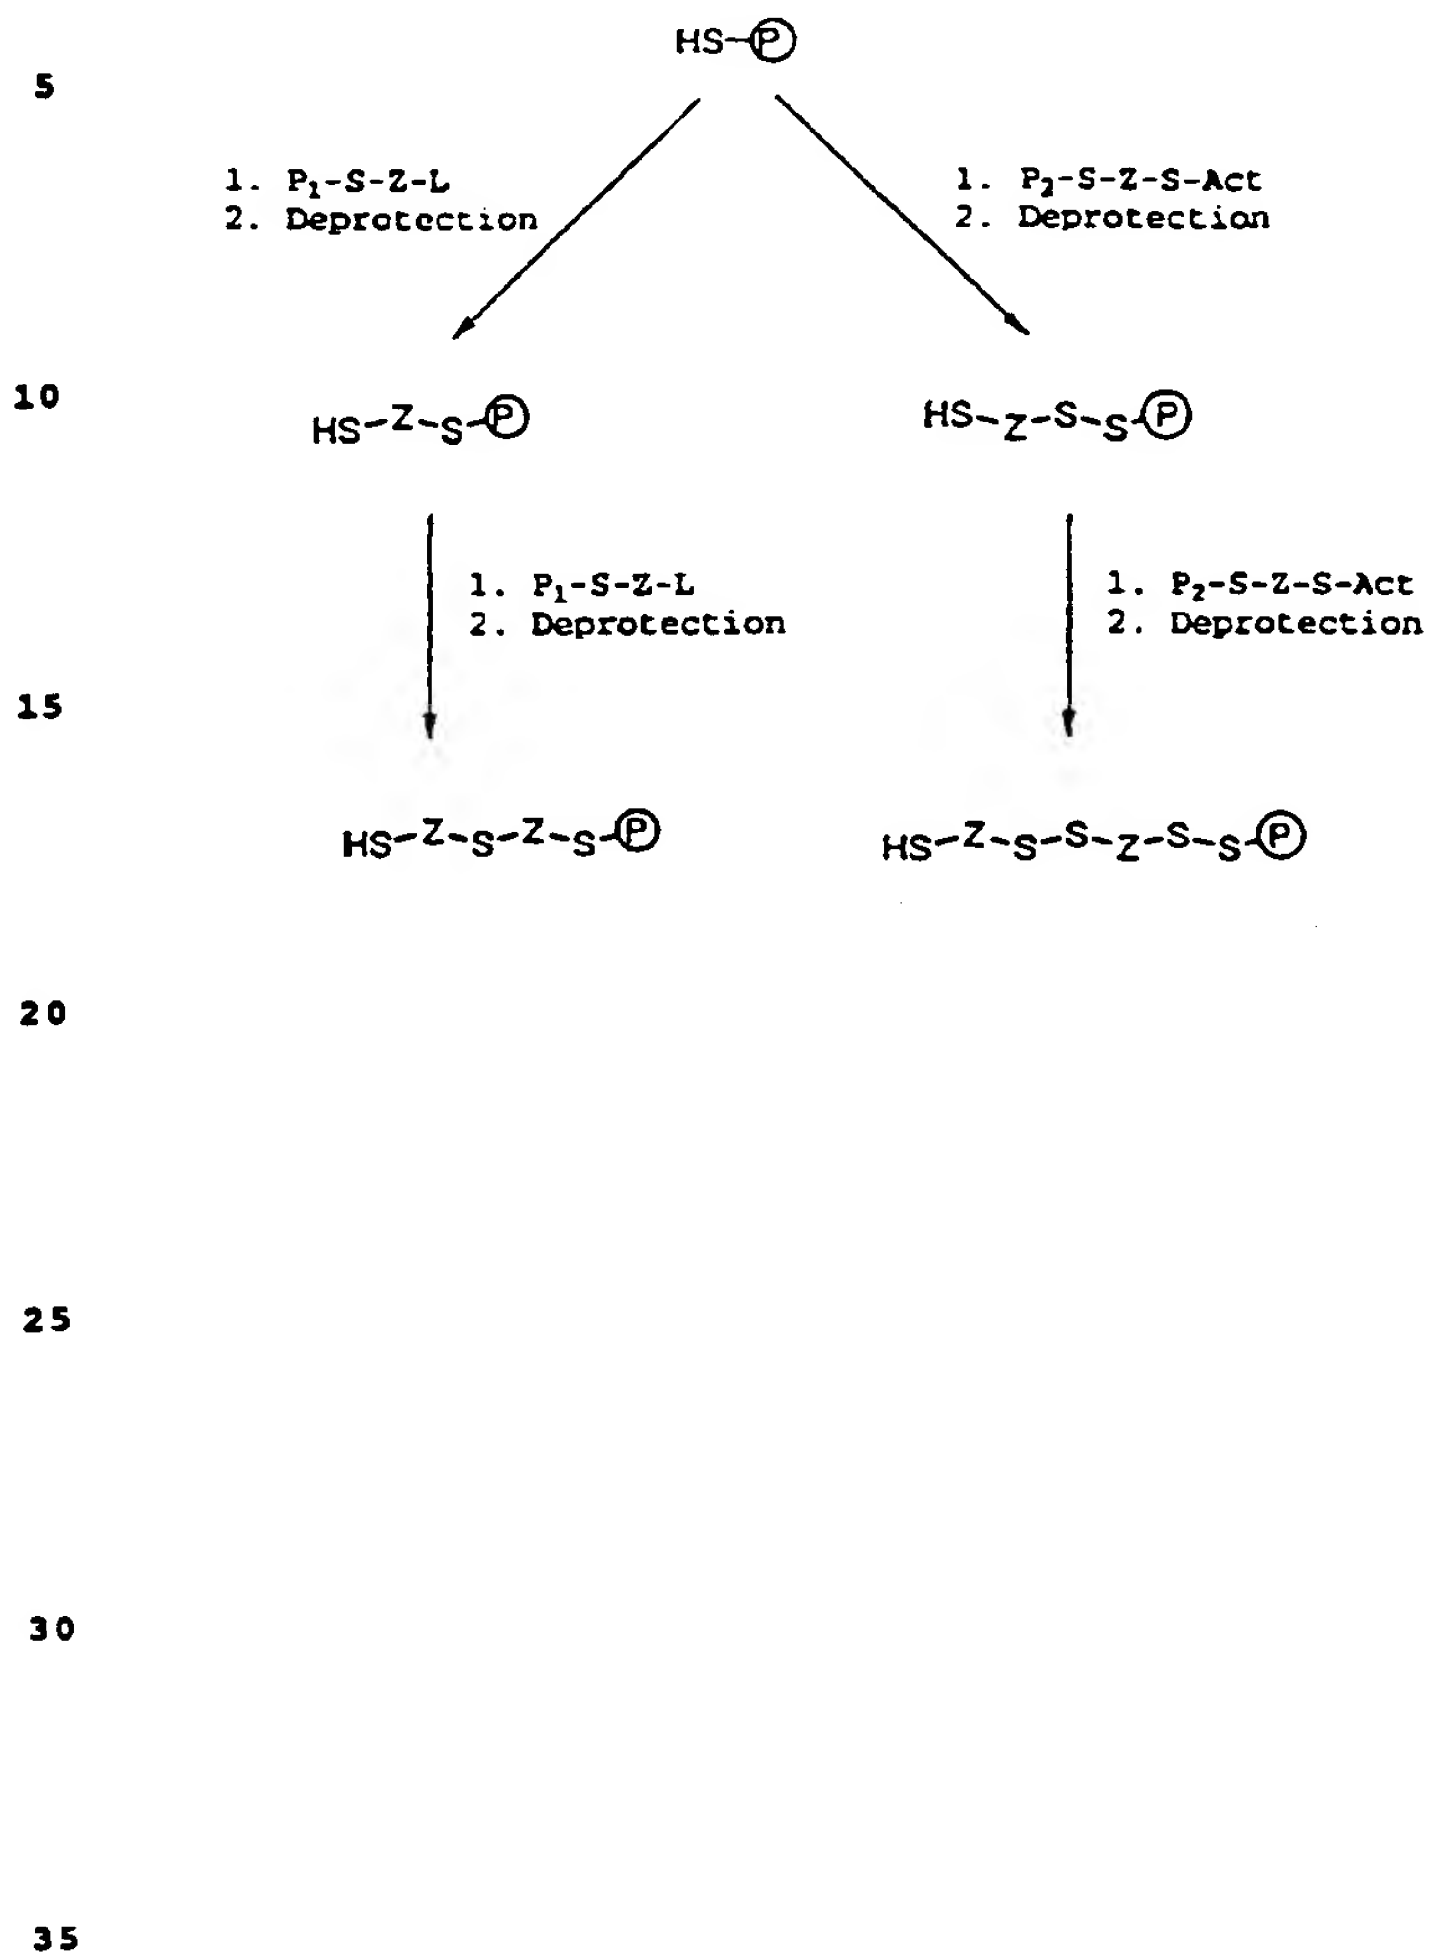 HS-Ⓟ
5
1. P₁-S-Z-L
2. Deprotection
1. P₂-S-Z-S-Act
2. Deprotection
10
HS-Z-S-Ⓟ
HS-Z-S-S-Ⓟ
1. P₁-S-Z-L
2. Deprotection
1. P₂-S-Z-S-Act
2. Deprotection
15
HS-Z-S-Z-S-Ⓟ
HS-Z-S-S-Z-S-S-Ⓟ
20
25
30
35